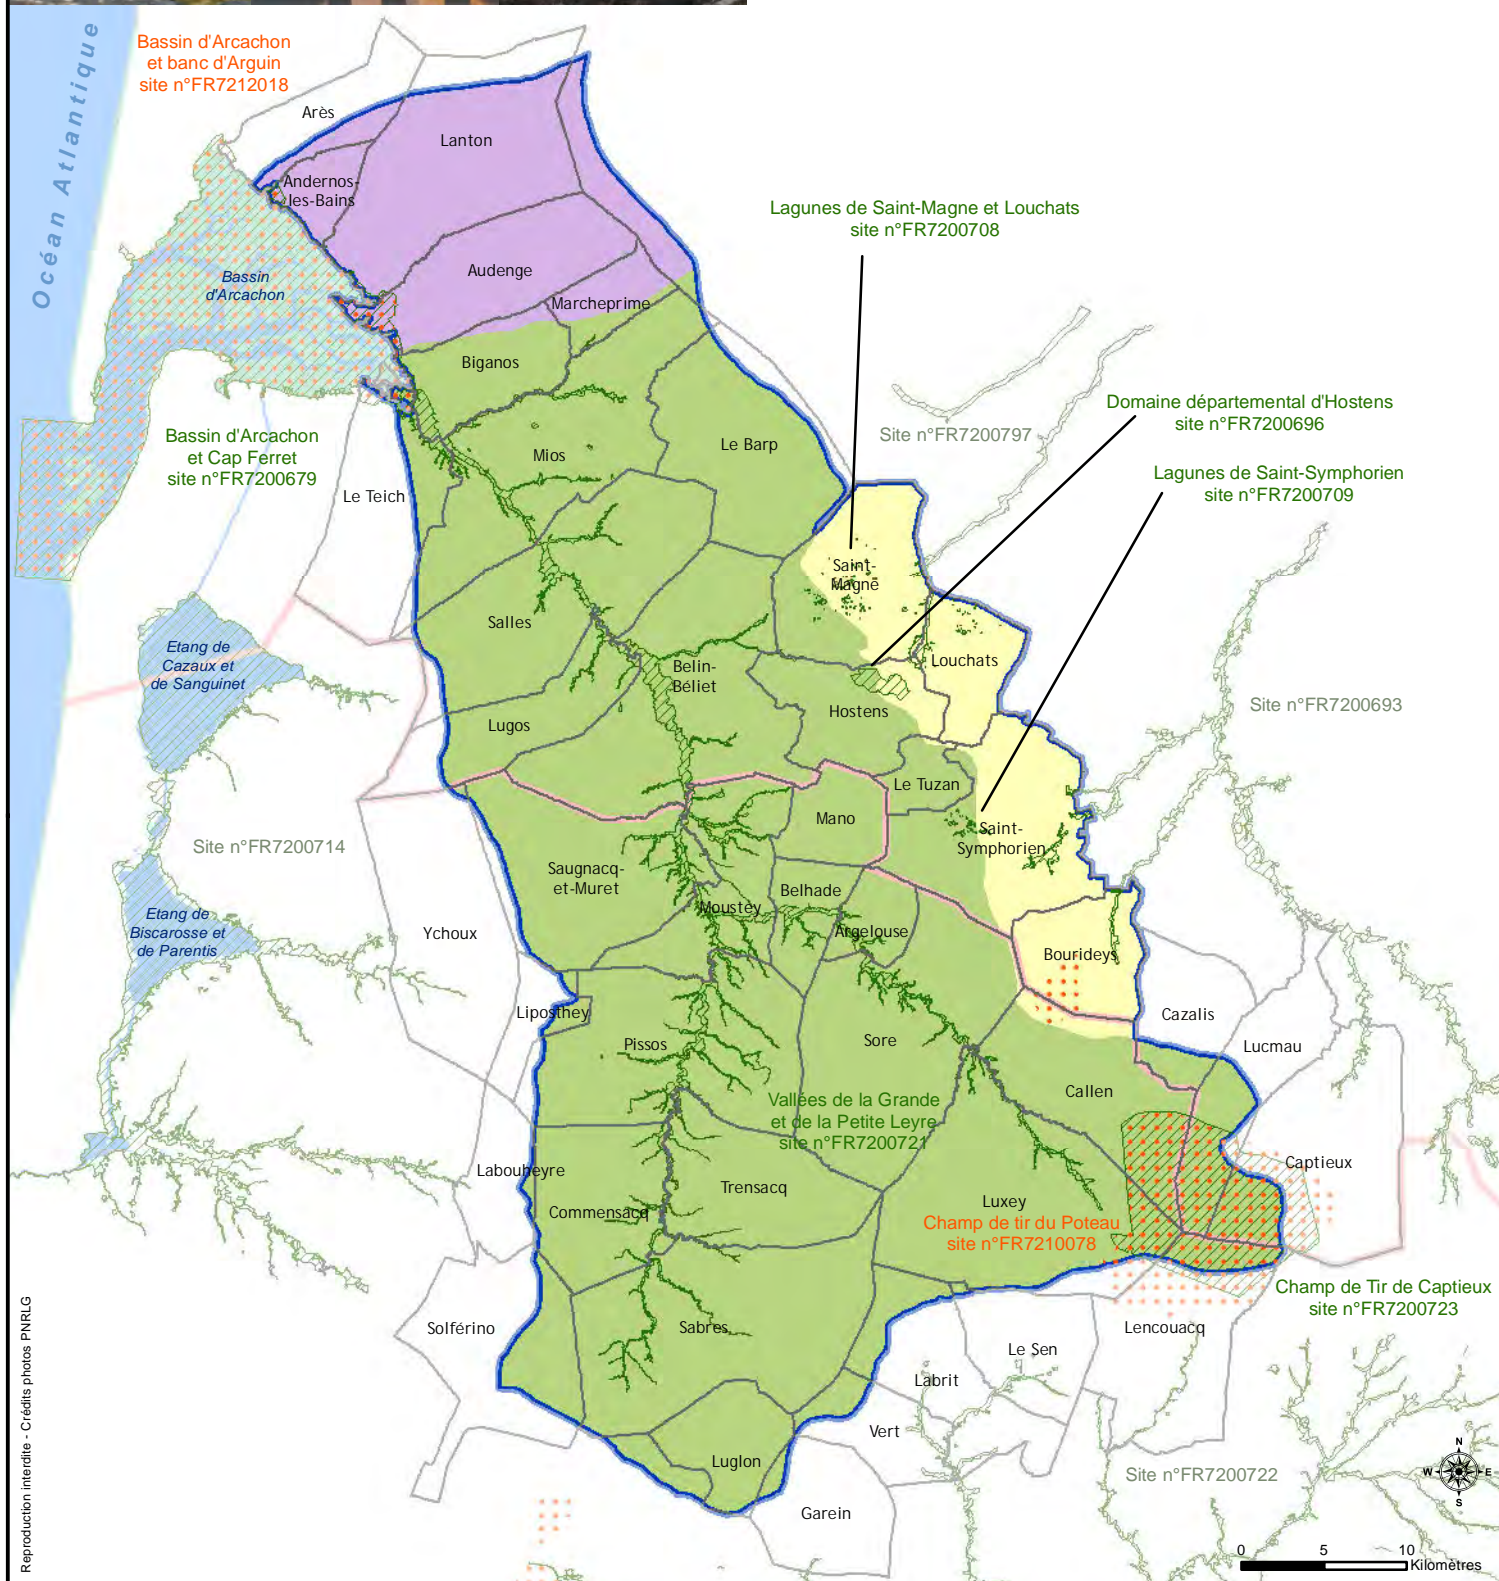 Océan Atlantique
Bassin d'Arcachon
et banc d'Arguin
site n°FR7212018
Arès
Lanton
Andernos-
les-Bains
Lagunes de Saint-Magne et Louchats
site n°FR7200708
Bassin
d'Arcachon
Audenge
Marcheprime
Biganos
Domaine départemental d'Hostens
site n°FR7200696
Bassin d'Arcachon
et Cap Ferret
site n°FR7200679
Site n°FR7200797
Le Barp
Mios
Lagunes de Saint-Symphorien
site n°FR7200709
Le Teich
Saint-
Magne
Salles
Etang de
Cazaux et
de Sanguinet
Belin-
Béliet
Louchats
Hostens
Lugos
Site n°FR7200693
Le Tuzan
Mano
Saint-
Symphorien
Site n°FR7200714
Saugnacq-
et-Muret
Belhade
Moustey
Argelouse
Etang de
Biscarosse et
de Parentis
Ychoux
Bourideys
Liposthey
Cazalis
Pissos
Sore
Lucmau
Callen
Vallées de la Grande
et de la Petite Leyre
site n°FR7200721
Labouheyre
Captieux
Trensacq
Commensacq
Luxey
Champ de tir du Poteau
site n°FR7210078
Champ de Tir de Captieux
site n°FR7200723
Solférino
Sabres
Lencouacq
Le Sen
Labrit
Vert
Luglon
Site n°FR7200722
Garein
N
W
E
S
0 5 10
Kilomètres
Reproduction interdite - Crédits photos PNRLG